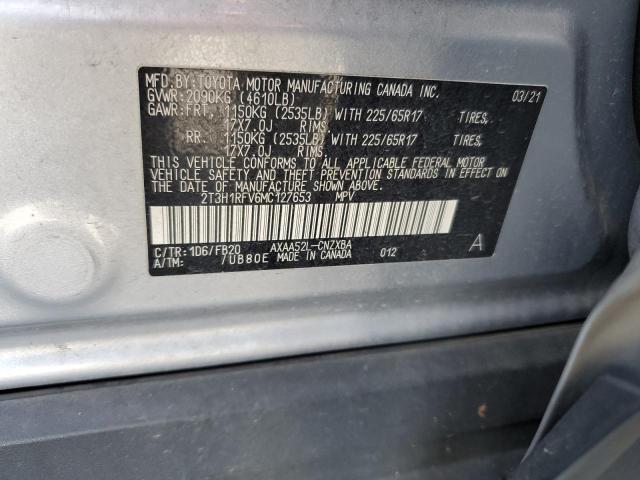 MFD.BY:TOYOTA MOTOR MANUFACTURING CANADA INC. 03/21
GVWR:2090KG (4610LB)
GAWR:FRT. 1150KG (2535LB) WITH 225/65R17 TIRES,
17X7.0J RIMS.
RR. 1150KG (2535LB) WITH 225/65R17 TIRES,
17X7.0J RIMS.
THIS VEHICLE CONFORMS TO ALL APPLICABLE FEDERAL MOTOR
VEHICLE SAFETY AND THEFT PREVENTION STANDARDS IN EFFECT ON
THE DATE OF MANUFACTURE SHOWN ABOVE.
2T3H1RFV6MC127653 MPV
C/TR:1D6/FB20 AXAA52L-CNZXBA A
A/TM: /UB80E MADE IN CANADA 012